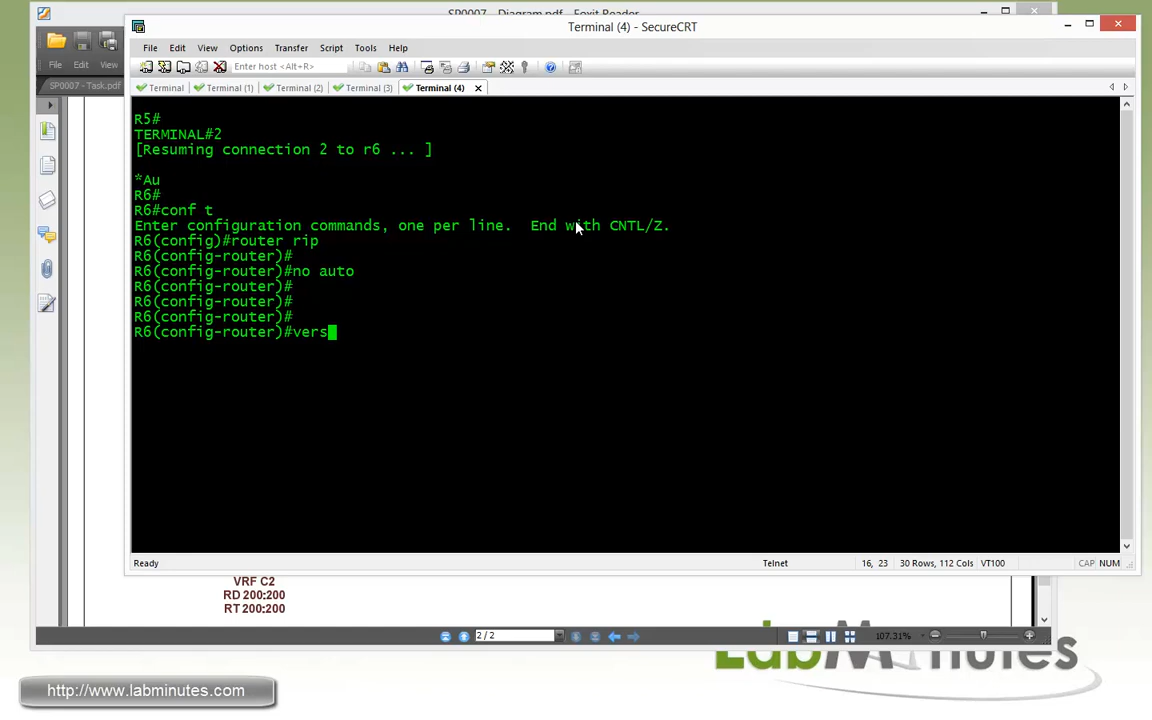 SP0007 - Diagram.pdf - Foxit Reader
Terminal (4) - SecureCRT
File Edit View
SP0007 - Task.pdf
File Edit View Options Transfer Script Tools Help
Enter host <Alt+R>
Terminal Terminal (1) Terminal (2) Terminal (3) Terminal (4)
R5#
TERMINAL#2
[Resuming connection 2 to r6 ... ]
*Au
R6#
R6#conf t
Enter configuration commands, one per line.  End with CNTL/Z.
R6(config)#router rip
R6(config-router)#
R6(config-router)#no auto
R6(config-router)#
R6(config-router)#
R6(config-router)#
R6(config-router)#vers
Ready Telnet 16, 23 30 Rows, 112 Cols VT100 CAP NUM
VRF C2
RD 200:200
RT 200:200
2 / 2 107.31%
LabMinutes
http://www.labminutes.com